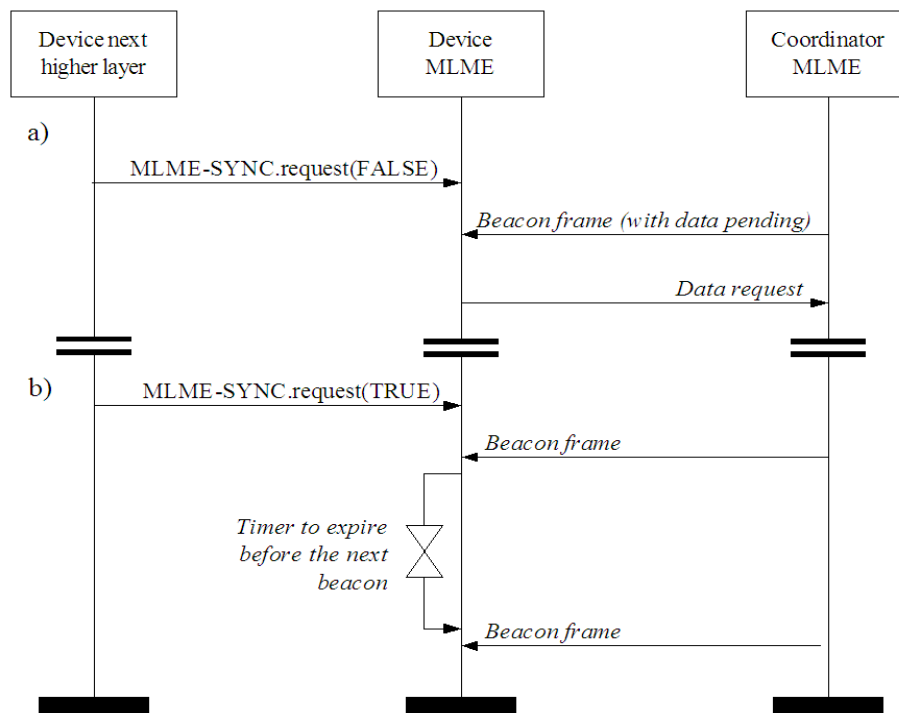 Device next
higher layer
Device
MLME
Coordinator
MLME
a)
MLME-SYNC.request(FALSE)
Beacon frame (with data pending)
Data request
b)
MLME-SYNC.request(TRUE)
Beacon frame
Timer to expire
before the next
beacon
Beacon frame